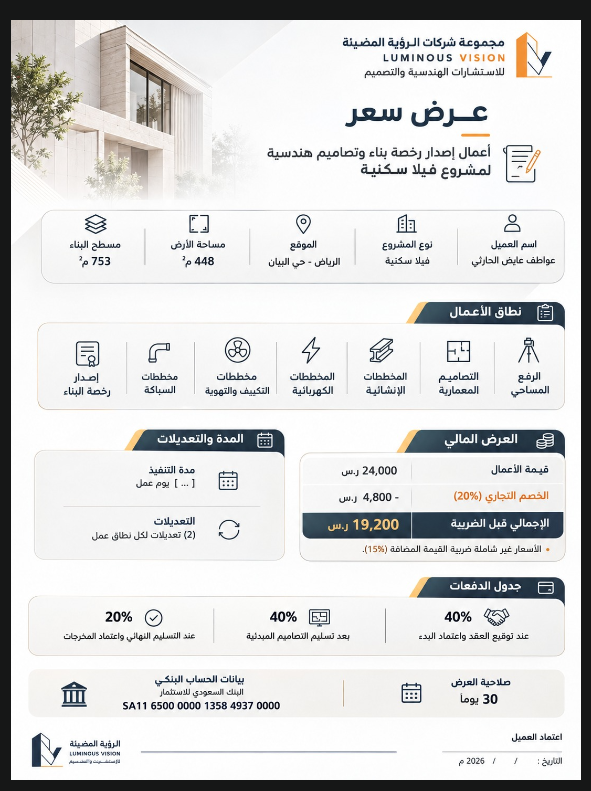 مجموعة شركات الـرؤية المضيئة
LUMINOUS VISION
للاستشارات الهندسية والتصميم
عـــرض سعر
أعمال إصدار رخصة بناء وتصاميم هندسية
لمشروع فيلا سكنية
اسم العميل
عواطف عايض الحارثي
نوع المشروع
فيلا سكنية
الموقع
الرياض - حي البيان
مساحة الأرض
448 م²
مسطح البناء
753 م²
نطاق الأعمال
الرفع
المساحي
التصاميم
المعمارية
المخططات
الإنشائية
المخططات
الكهربائية
مخططات
التكييف والتهوية
مخططات
السباكة
إصدار
رخصة البناء
العرض المالي
قيمة الأعمال
24,000 ر.س
الخصم التجاري (20%)
- 4,800 ر.س
الإجمالي قبل الضريبة
19,200 ر.س
• الأسعار غير شاملة ضريبة القيمة المضافة (15%).
المدة والتعديلات
مدة التنفيذ
[ ... ] يوم عمل
التعديلات
(2) تعديلات لكل نطاق عمل
جدول الدفعات
40%
عند توقيع العقد واعتماد البدء
40%
بعد تسليم التصاميم المبدئية
20%
عند التسليم النهائي واعتماد المخرجات
صلاحية العرض
30 يوماً
بيانات الحساب البنكي
البنك السعودي للاستثمار
SA11 6500 0000 1358 4937 0000
اعتماد العميل
التاريخ : / / 2026 م
الرؤية المضيئة
LUMINOUS VISION
للاستشارات والتصميم